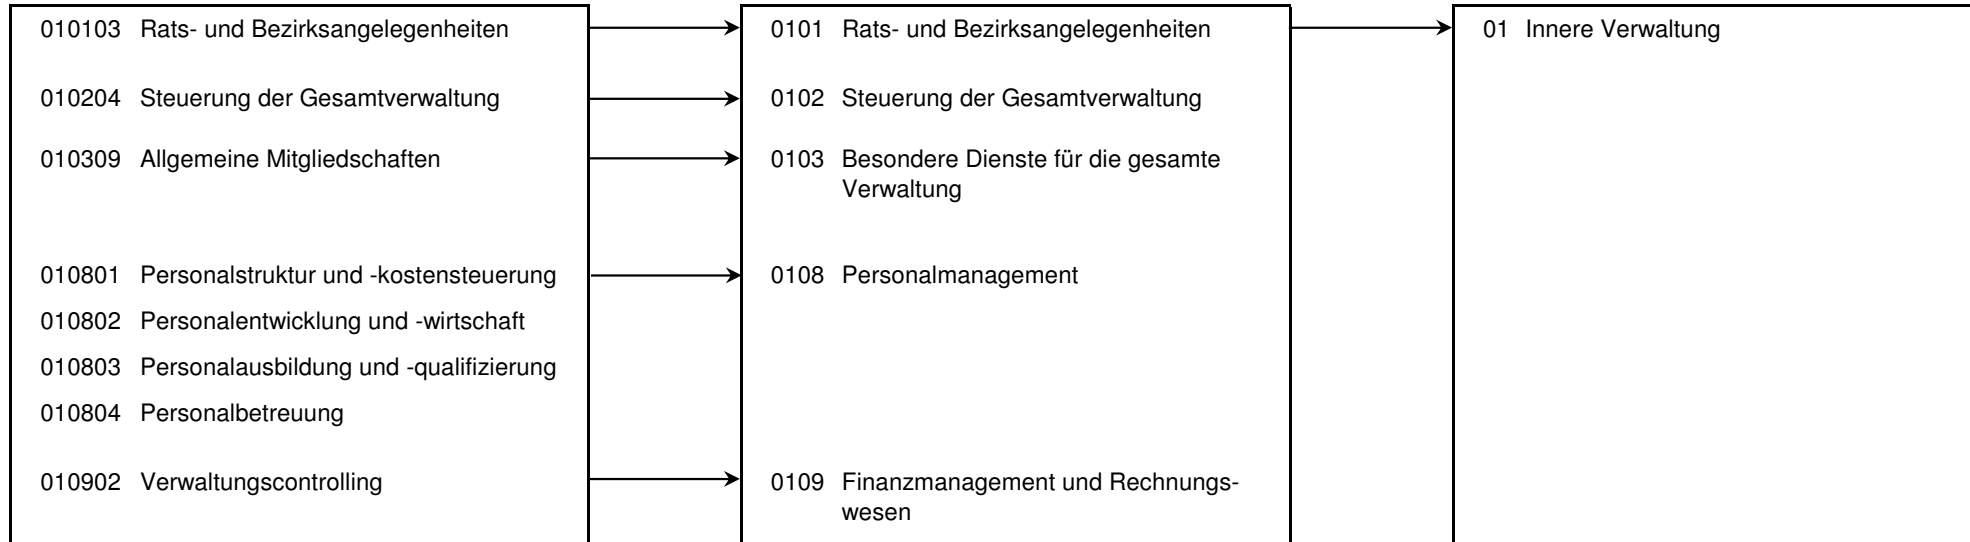 010103 Rats- und Bezirksangelegenheiten
0101 Rats- und Bezirksangelegenheiten
01 Innere Verwaltung
010204 Steuerung der Gesamtverwaltung
0102 Steuerung der Gesamtverwaltung
010309 Allgemeine Mitgliedschaften
0103 Besondere Dienste für die gesamte
Verwaltung
010801 Personalstruktur und -kostensteuerung
0108 Personalmanagement
010802 Personalentwicklung und -wirtschaft
010803 Personalausbildung und -qualifizierung
010804 Personalbetreuung
010902 Verwaltungscontrolling
0109 Finanzmanagement und Rechnungs-
wesen